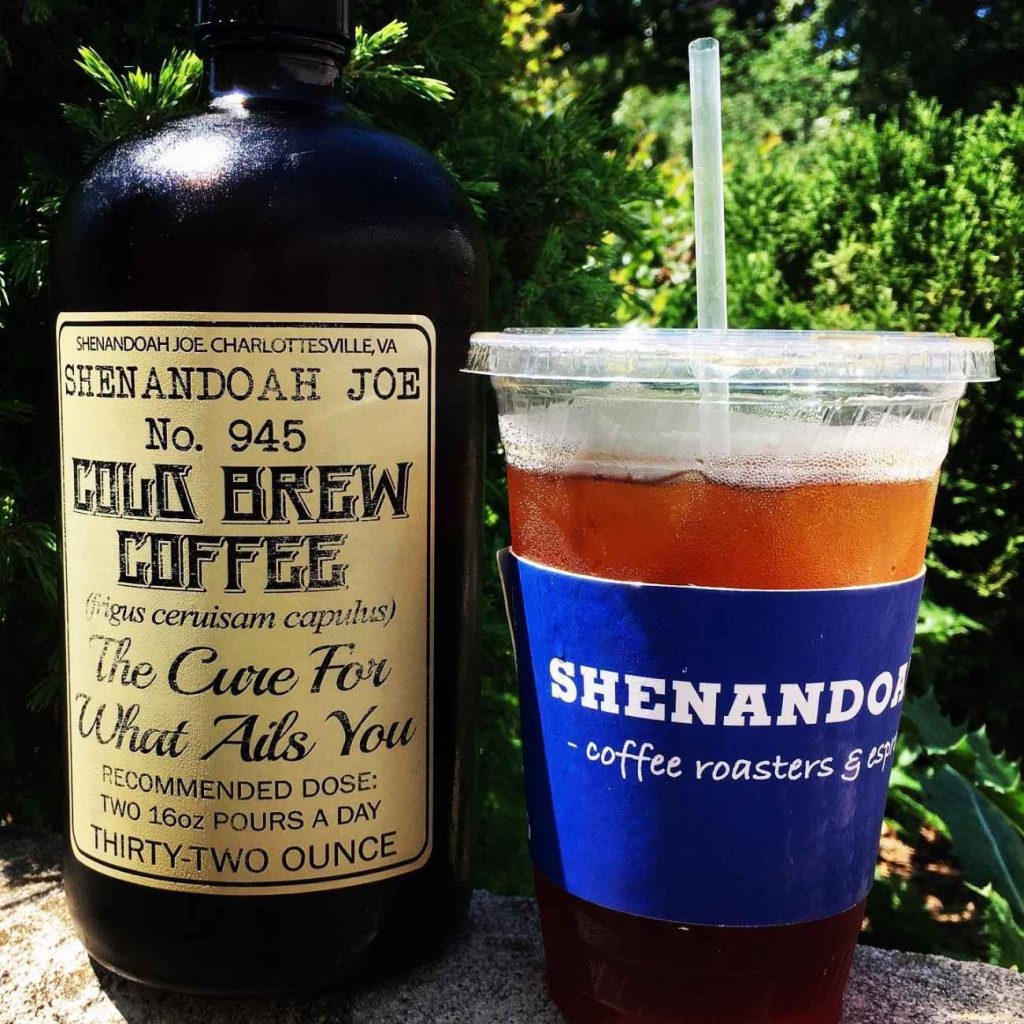 SHENANDOAH JOE. CHARLOTTESVILLE, VA
SHENANDOAH JOE
No. 945
COLD BREW
COFFEE
(frigus ceruisam capulus)
The Cure For
What Ails You
RECOMMENDED DOSE:
TWO 16oz POURS A DAY
THIRTY-TWO OUNCE
SHENANDOA
- coffee roasters & espr